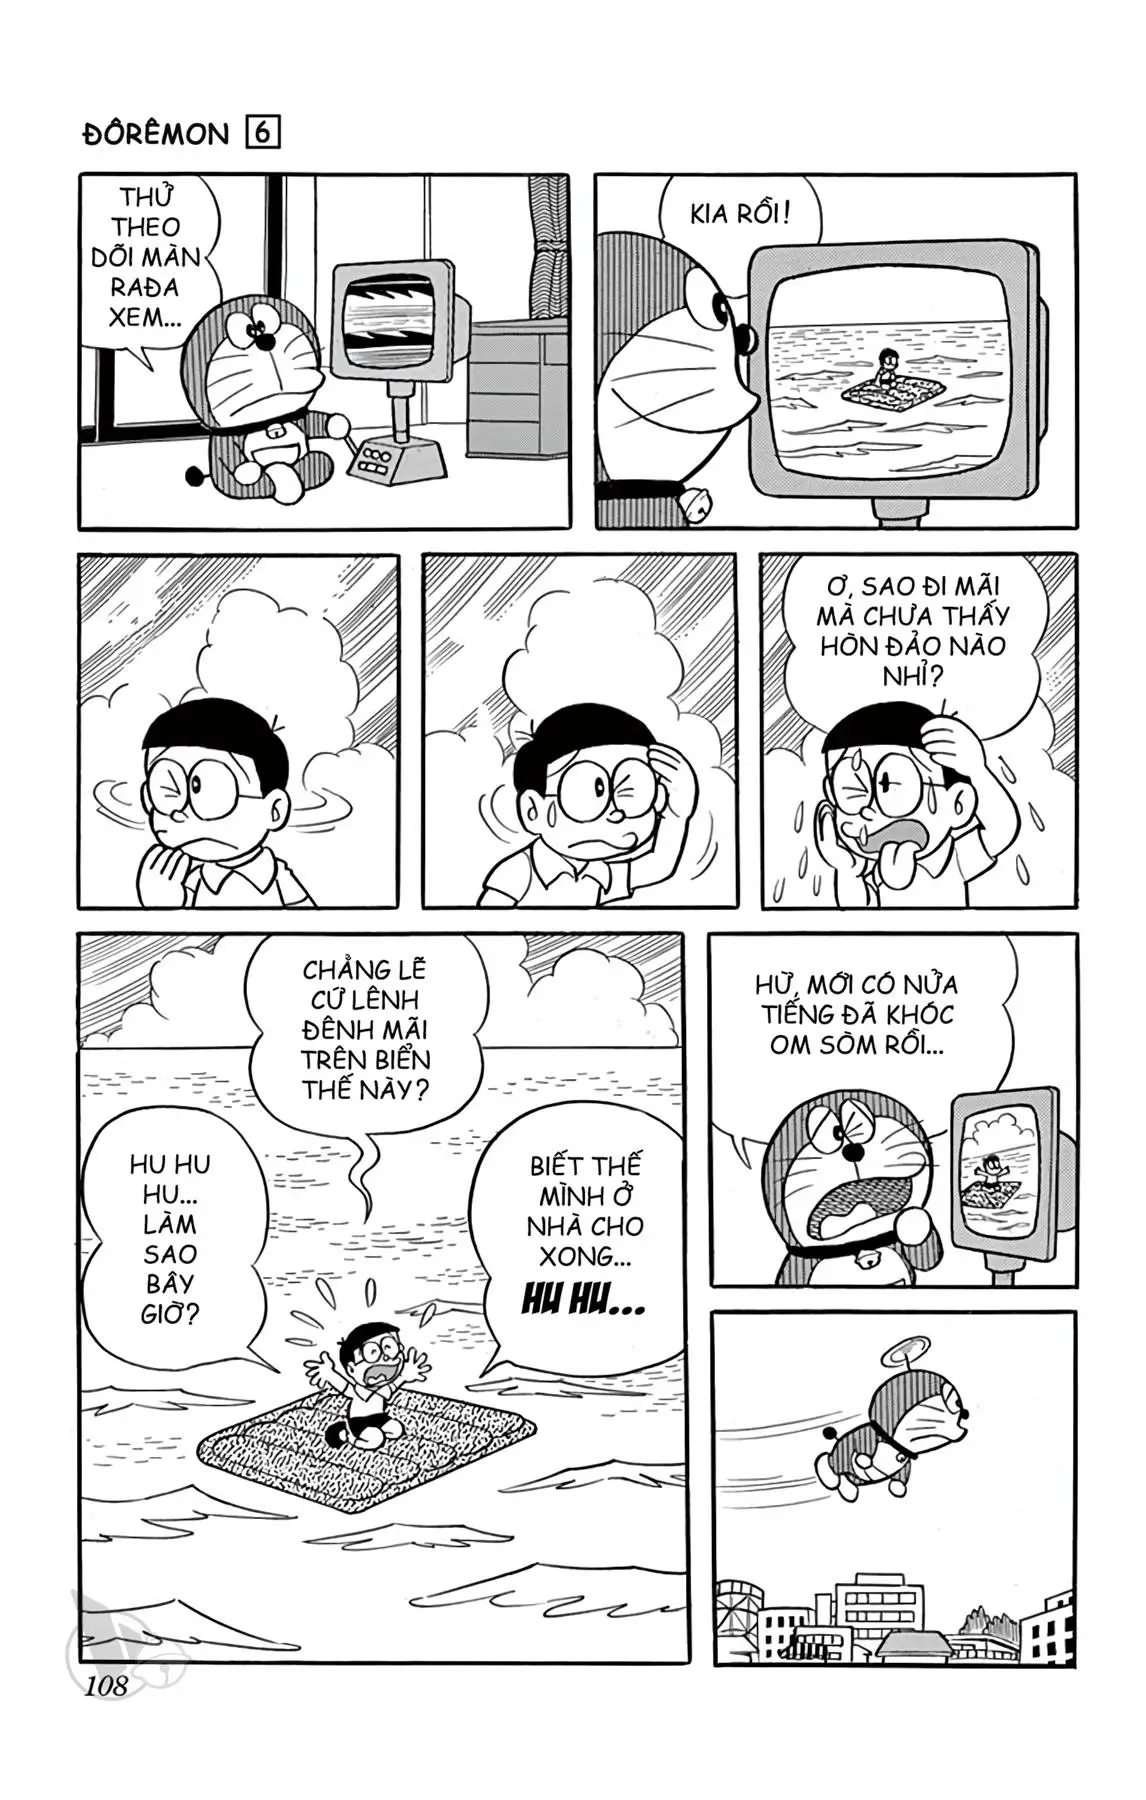 ĐÔRÊMON 6
THỬ
THEO
DÕI MÀN
RAĐA
XEM...
KIA RỒI!
Ơ, SAO ĐI MÃI
MÀ CHƯA THẤY
HÒN ĐẢO NÀO
NHỈ?
CHẲNG LẼ
CỨ LÊNH
ĐÊNH MÃI
TRÊN BIỂN
THẾ NÀY?
HU HU
HU...
LÀM
SAO
BÂY
GIỜ?
BIẾT THẾ
MÌNH Ở
NHÀ CHO
XONG...
HU HU...
HỪ, MỚI CÓ NỬA
TIẾNG ĐÃ KHÓC
OM SÒM RỒI...
108